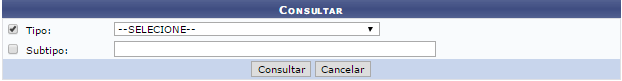 Consultar
Tipo: --SELECIONE--
Subtipo:
Consultar Cancelar